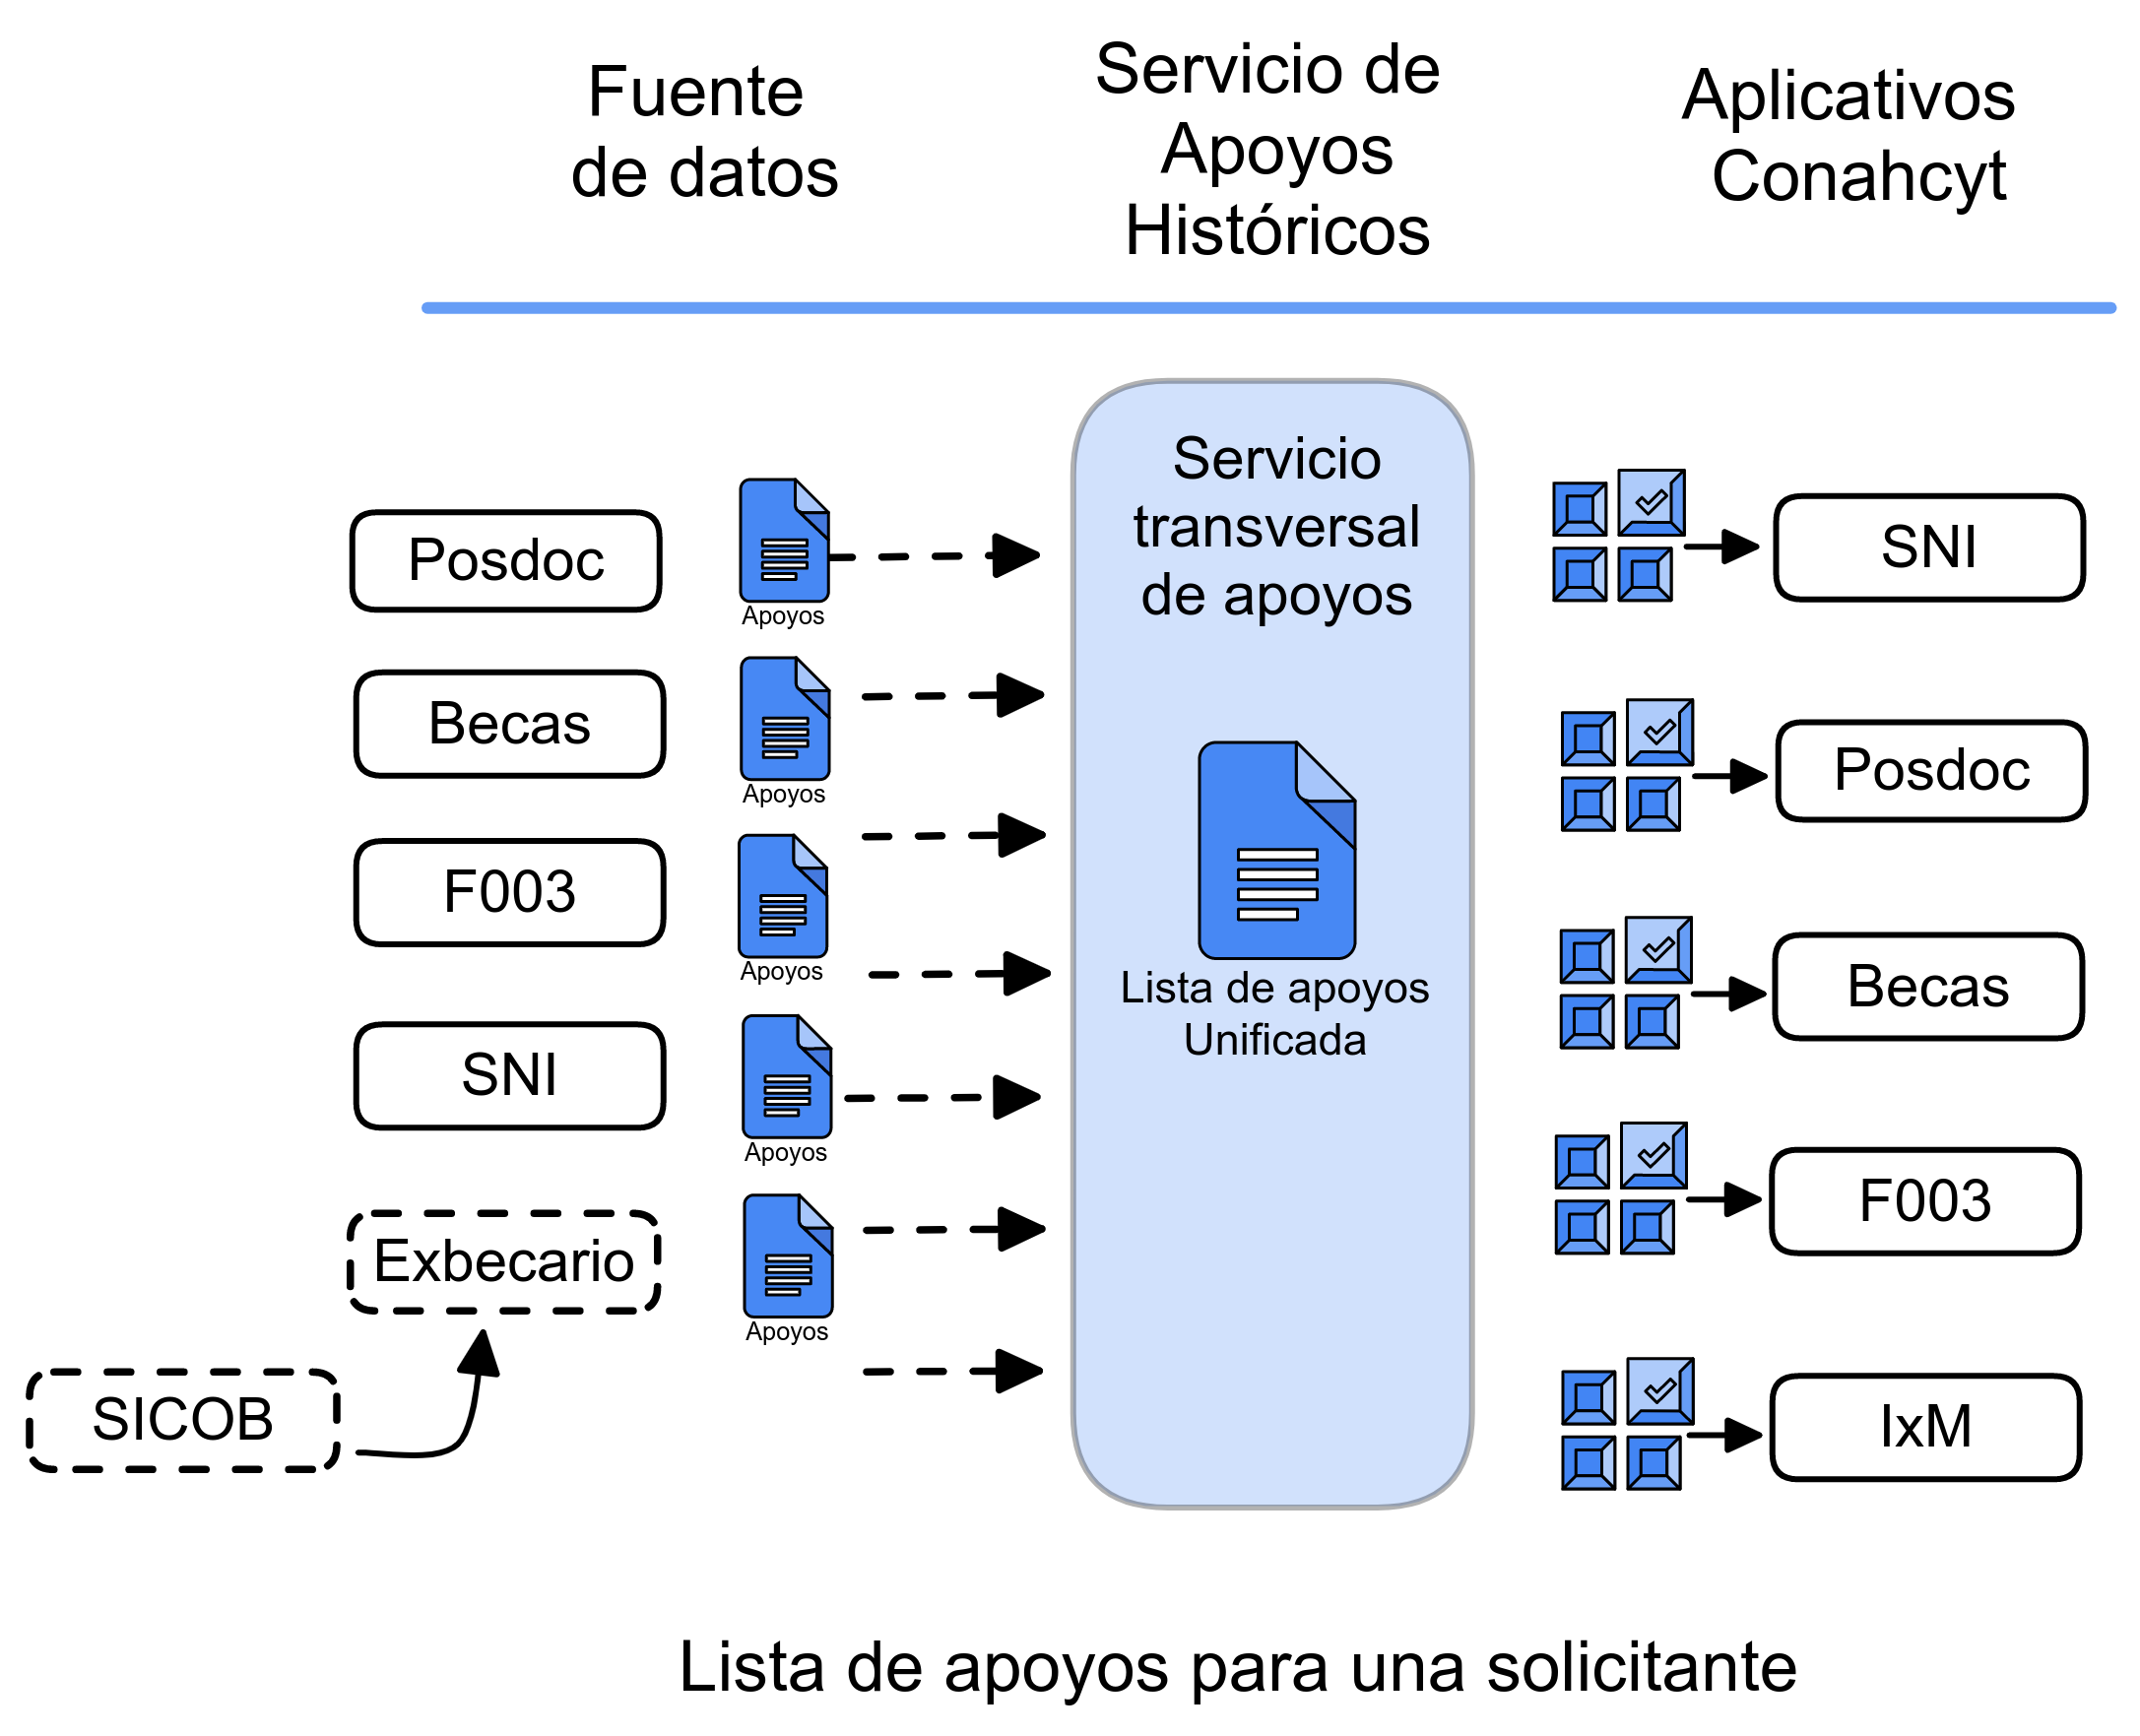 Fuente
de datos
Servicio de
Apoyos
Históricos
Aplicativos
Conahcyt
Posdoc
Becas
F003
SNI
Exbecario
SICOB
Apoyos
Apoyos
Apoyos
Apoyos
Apoyos
Servicio
transversal
de apoyos
Lista de apoyos
Unificada
SNI
Posdoc
Becas
F003
IxM
Lista de apoyos para una solicitante